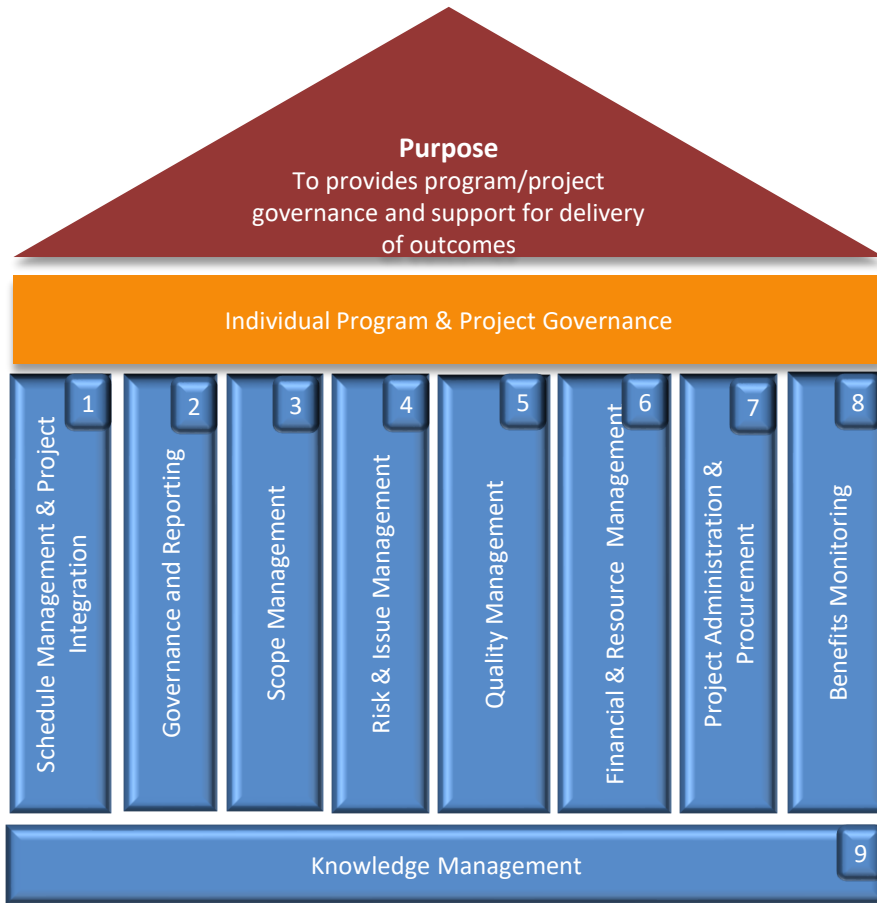 Purpose
To provides program/project
governance and support for delivery
of outcomes
Individual Program & Project Governance
1
Schedule Management & Project
Integration
2
Governance and Reporting
3
Scope Management
4
Risk & Issue Management
5
Quality Management
6
Financial & Resource Management
7
Project Administration &
Procurement
8
Benefits Monitoring
Knowledge Management
9